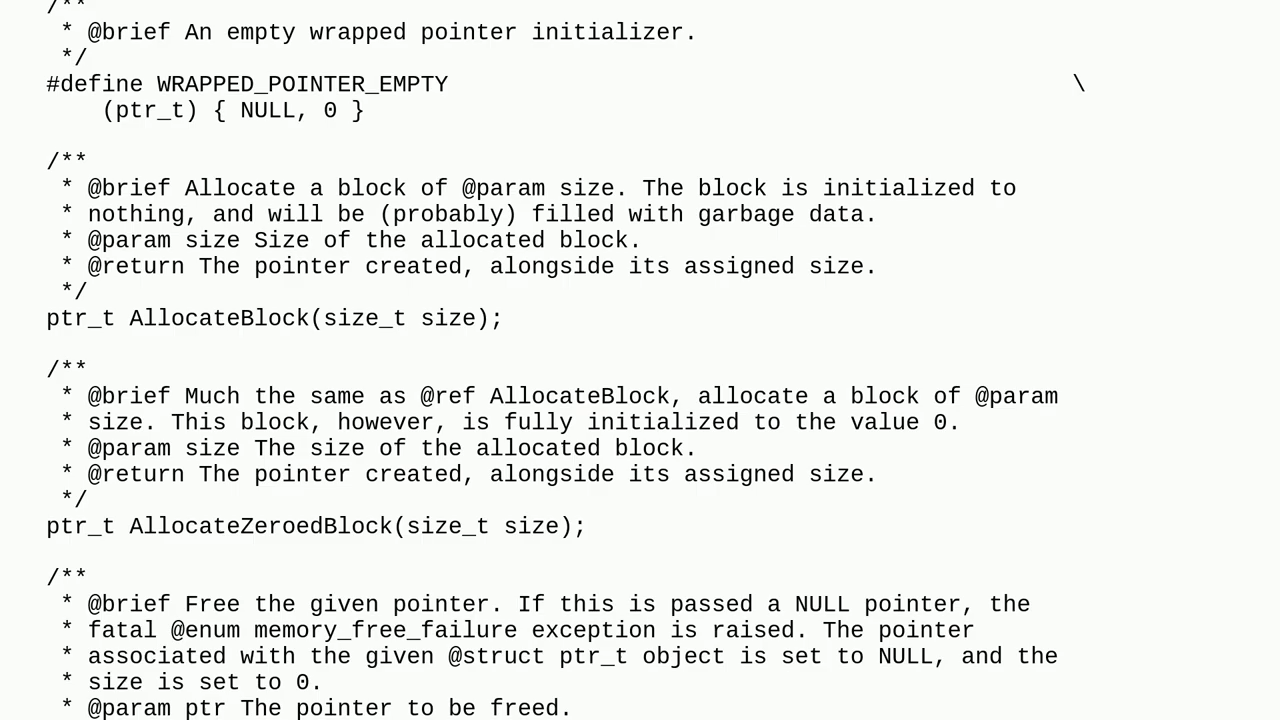 /**
 * @brief An empty wrapped pointer initializer.
 */
#define WRAPPED_POINTER_EMPTY                                             \
    (ptr_t) { NULL, 0 }

/**
 * @brief Allocate a block of @param size. The block is initialized to
 * nothing, and will be (probably) filled with garbage data.
 * @param size Size of the allocated block.
 * @return The pointer created, alongside its assigned size.
 */
ptr_t AllocateBlock(size_t size);

/**
 * @brief Much the same as @ref AllocateBlock, allocate a block of @param
 * size. This block, however, is fully initialized to the value 0.
 * @param size The size of the allocated block.
 * @return The pointer created, alongside its assigned size.
 */
ptr_t AllocateZeroedBlock(size_t size);

/**
 * @brief Free the given pointer. If this is passed a NULL pointer, the
 * fatal @enum memory_free_failure exception is raised. The pointer
 * associated with the given @struct ptr_t object is set to NULL, and the
 * size is set to 0.
 * @param ptr The pointer to be freed.